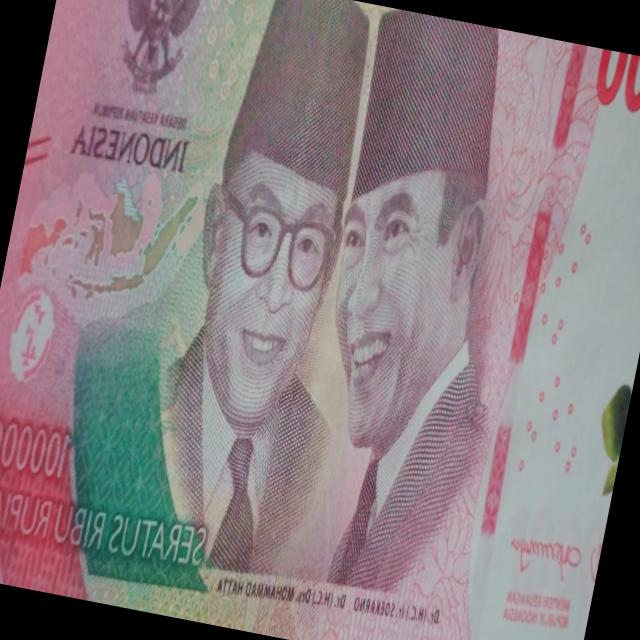 NEGARA KESATUAN REPUBLIK
INDONESIA
100000
SERATUS RIBU RUPIAH
Dr. (H.C.) Ir. SOEKARNO Dr. (H.C.) Drs. MOHAMMAD HATTA
MENTERI KEUANGAN
REPUBLIK INDONESIA